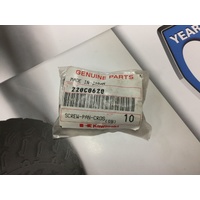 GENUINE PARTS
MADE IN JAPAN
220C0620
SCREW-PAN-CROS
10
Kawasaki
YEAR